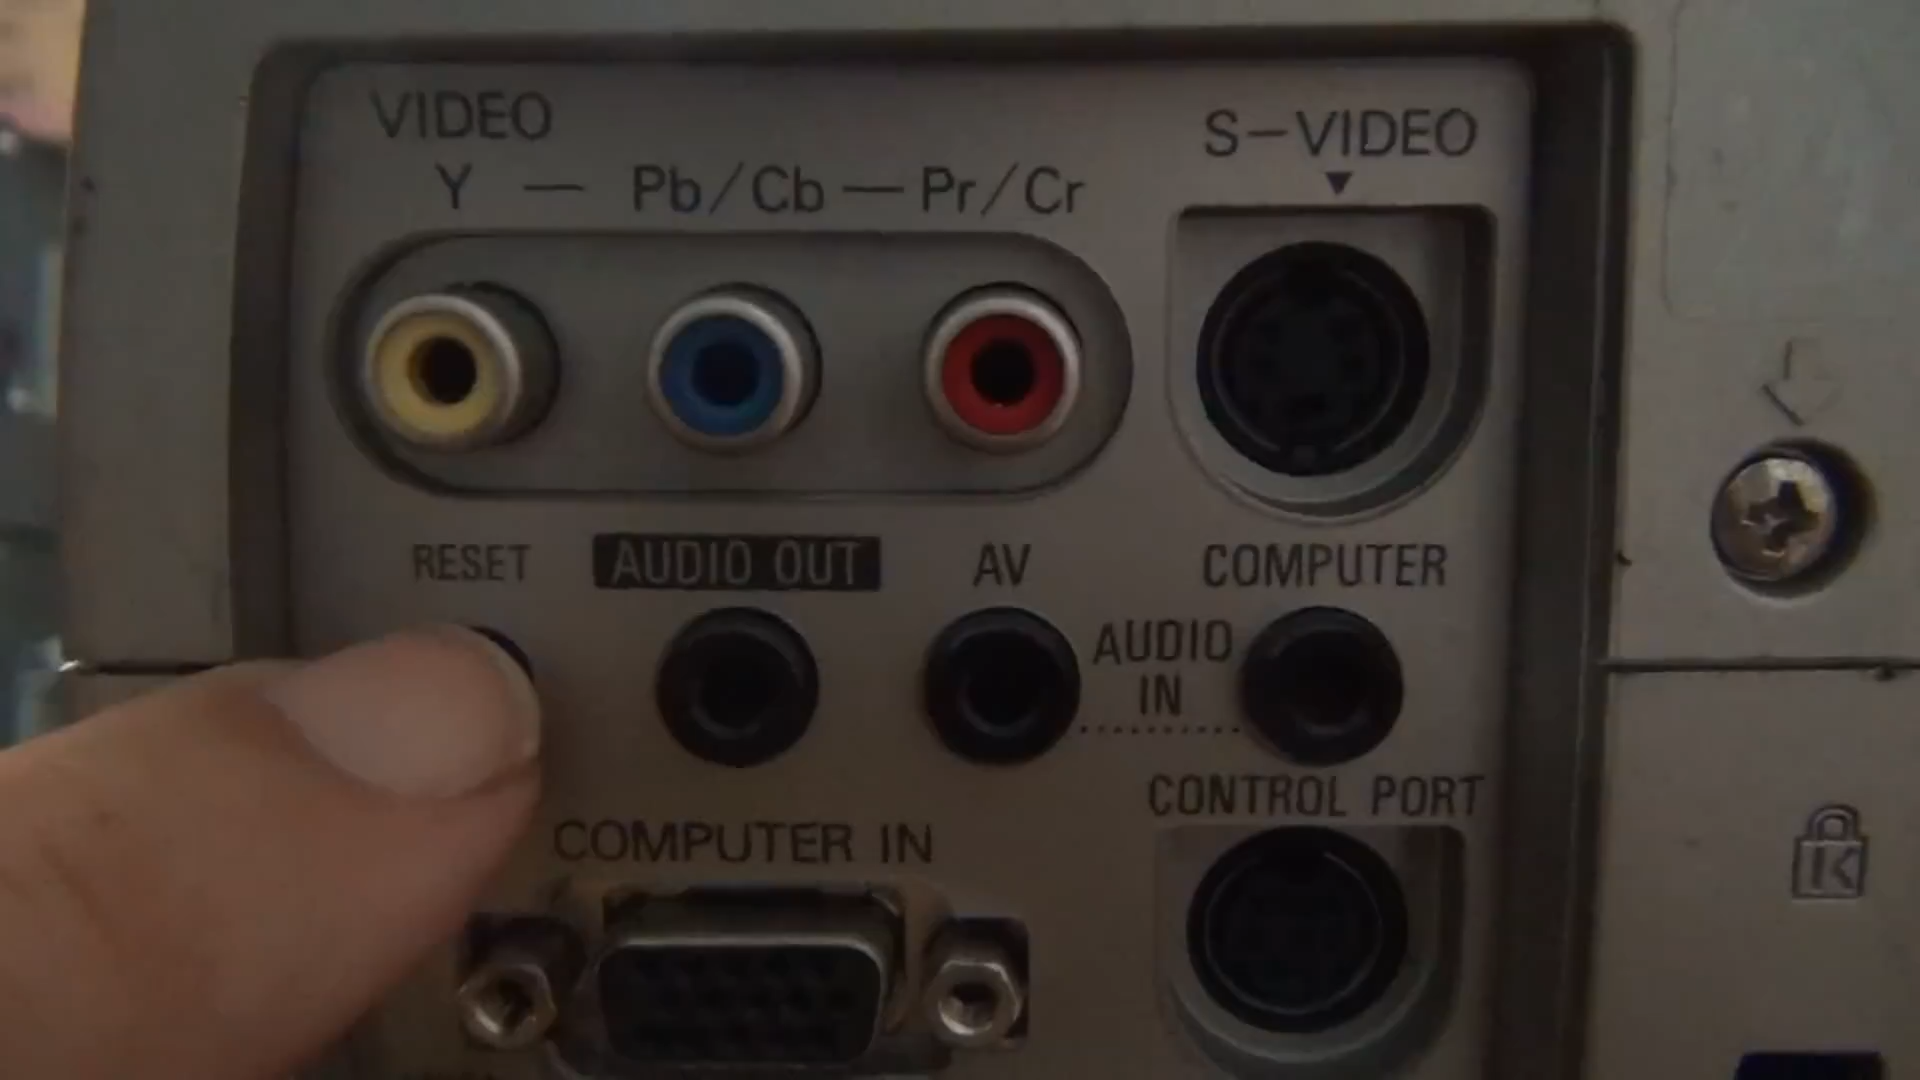 VIDEO
Y — Pb/Cb — Pr/Cr
S-VIDEO
RESET
AUDIO OUT
AV
COMPUTER
AUDIO
IN
CONTROL PORT
COMPUTER IN
K